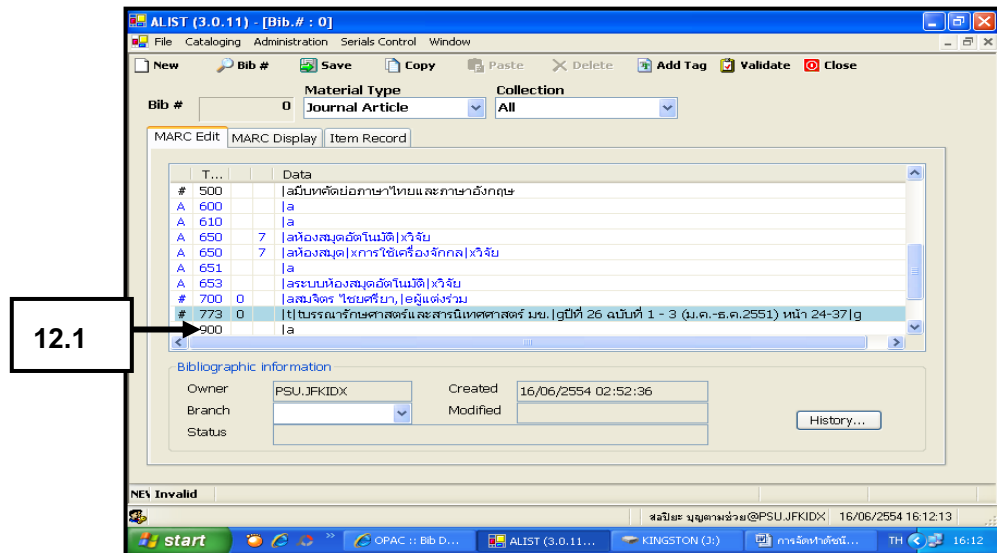 ALIST (3.0.11) - [Bib.# : 0]
File Cataloging Administration Serials Control Window
New Bib # Save Copy Paste Delete Add Tag Validate Close
Material Type Collection
Bib # 0 Journal Article All
MARC Edit MARC Display Item Record
T... Data
# 500 |aมีบทคัดย่อภาษาไทยและภาษาอังกฤษ
A 600 |a
A 610 |a
A 650 7 |aห้องสมุดอัตโนมัติ|xวิจัย
A 650 7 |aห้องสมุด|xการใช้เครื่องจักกล|xวิจัย
A 651 |a
A 653 |aระบบห้องสมุดอัตโนมัติ|xวิจัย
# 700 0 |aสมจิตร ไชยศรียา,|eผู้แต่งร่วม
# 773 0 |t|tบรรณารักษศาสตร์และสารนิเทศศาสตร์ มข.|gปีที่ 26 ฉบับที่ 1 - 3 (ม.ค.-ธ.ค.2551) หน้า 24-37|g
900 |a
12.1
Bibliographic information
Owner PSU.JFKIDX Created 16/06/2554 02:52:36
Branch Modified
Status
History...
NEW Invalid
สอปิยะ บุญตามช่วย@PSU.JFKIDX 16/06/2554 16:12:13
start OPAC :: Bib D... ALIST (3.0.11... KINGSTON (J:) การจัดทำดัชนี... TH 16:12